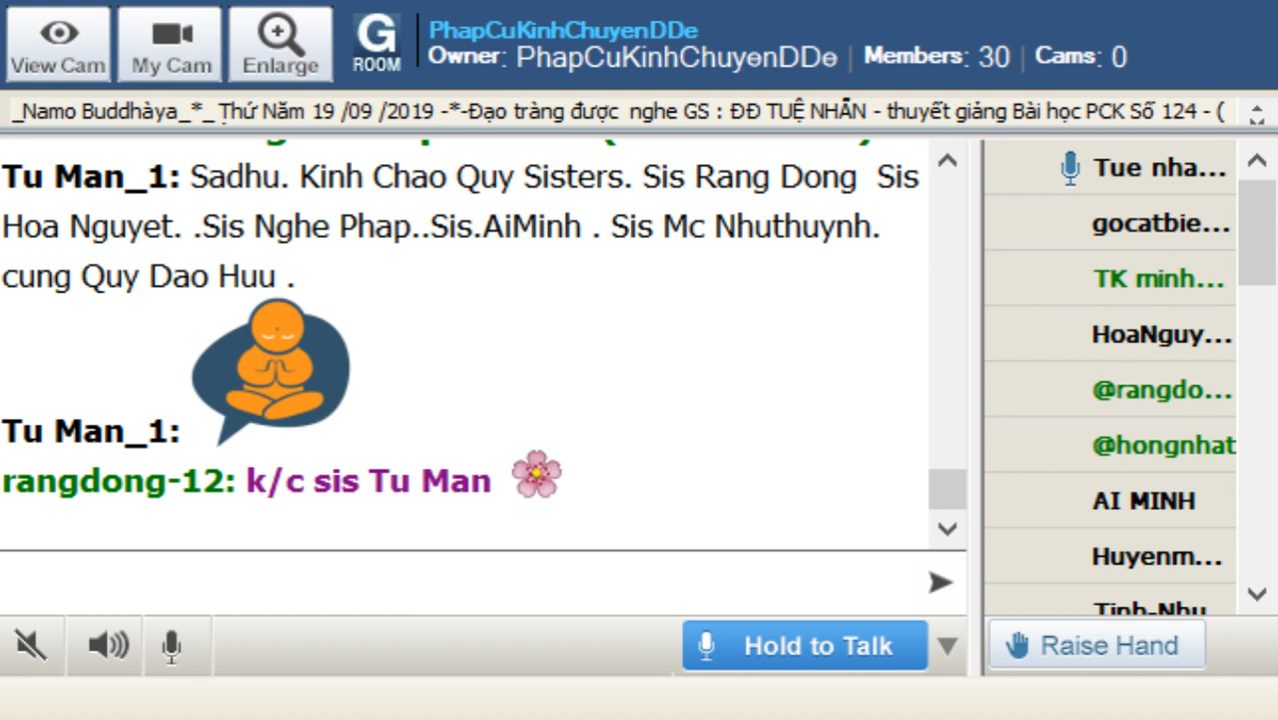 View Cam
My Cam
Enlarge
G
ROOM
PhapCuKinhChuyenDDe
Owner: PhapCuKinhChuyenDDe | Members: 30 | Cams: 0
_Namo Buddhàya_*_ Thứ Năm 19 /09 /2019 -*-Đạo tràng được nghe GS : ĐĐ TUỆ NHẪN - thuyết giảng Bài học PCK Số 124 - (
Tu Man_1: Sadhu. Kinh Chao Quy Sisters. Sis Rang Dong Sis
Hoa Nguyet. .Sis Nghe Phap..Sis.AiMinh . Sis Mc Nhuthuynh.
cung Quy Dao Huu .
Tu Man_1:
rangdong-12: k/c sis Tu Man
Tue nha...
gocatbie...
TK minh...
HoaNguy...
@rangdo...
@hongnhat
AI MINH
Huyenm...
Tinh-Nhu
Hold to Talk
Raise Hand